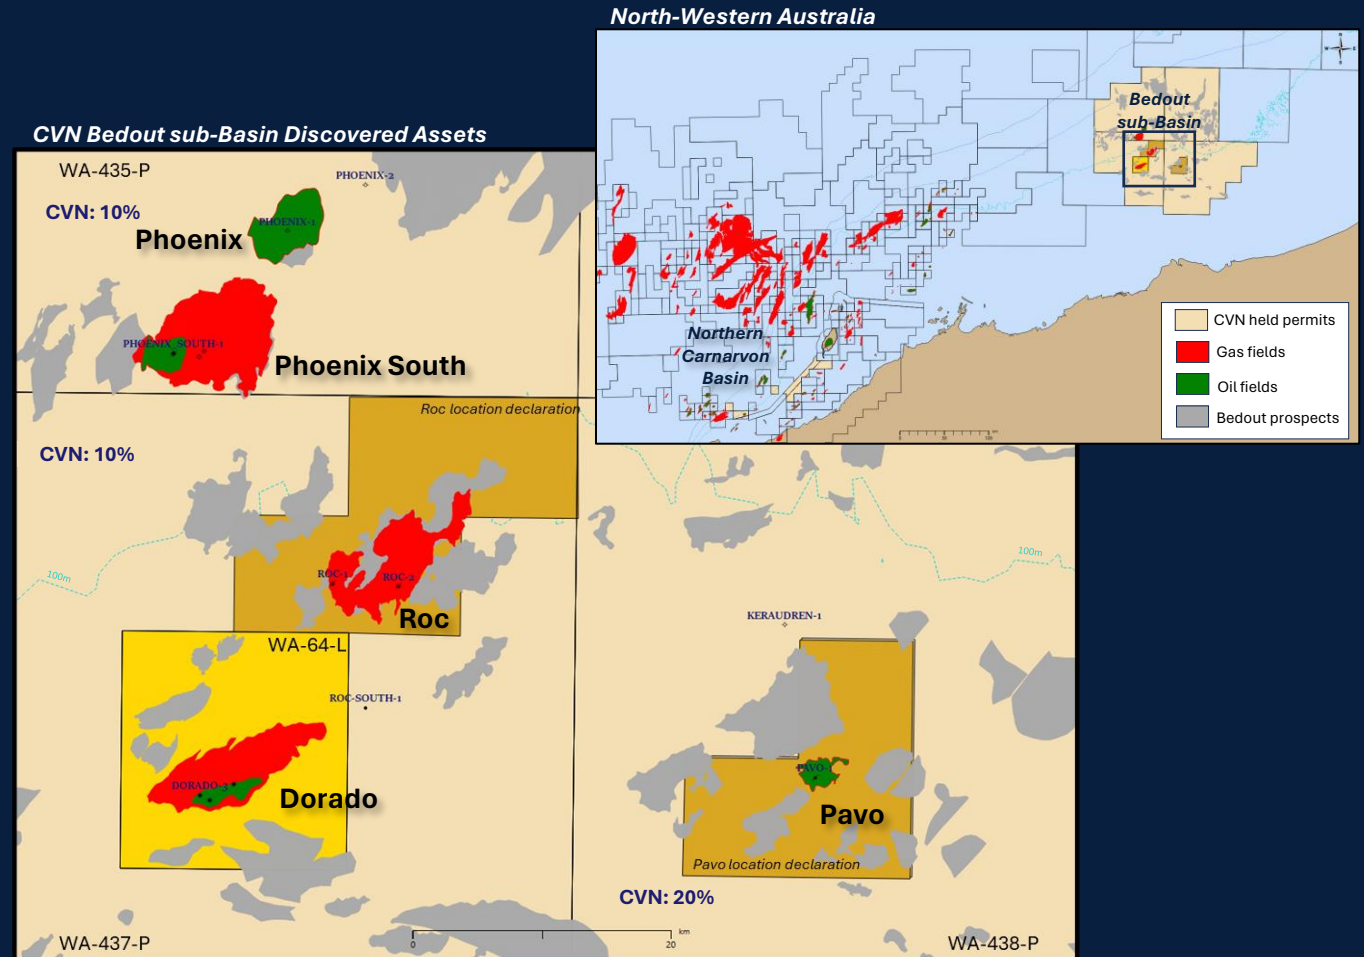 North-Western Australia
Bedout
sub-Basin
Northern
Carnarvon
Basin
CVN held permits
Gas fields
Oil fields
Bedout prospects
CVN Bedout sub-Basin Discovered Assets
WA-435-P
PHOENIX-2
CVN: 10%
PHOENIX-1
Phoenix
PHOENIX SOUTH-1
Phoenix South
Roc location declaration
CVN: 10%
100m
ROC-1
ROC-2
Roc
100m
KERAUDREN-1
WA-64-L
ROC-SOUTH-1
DORADO-3
Dorado
PAVO-1
Pavo
Pavo location declaration
CVN: 20%
km
0
20
WA-437-P
WA-438-P